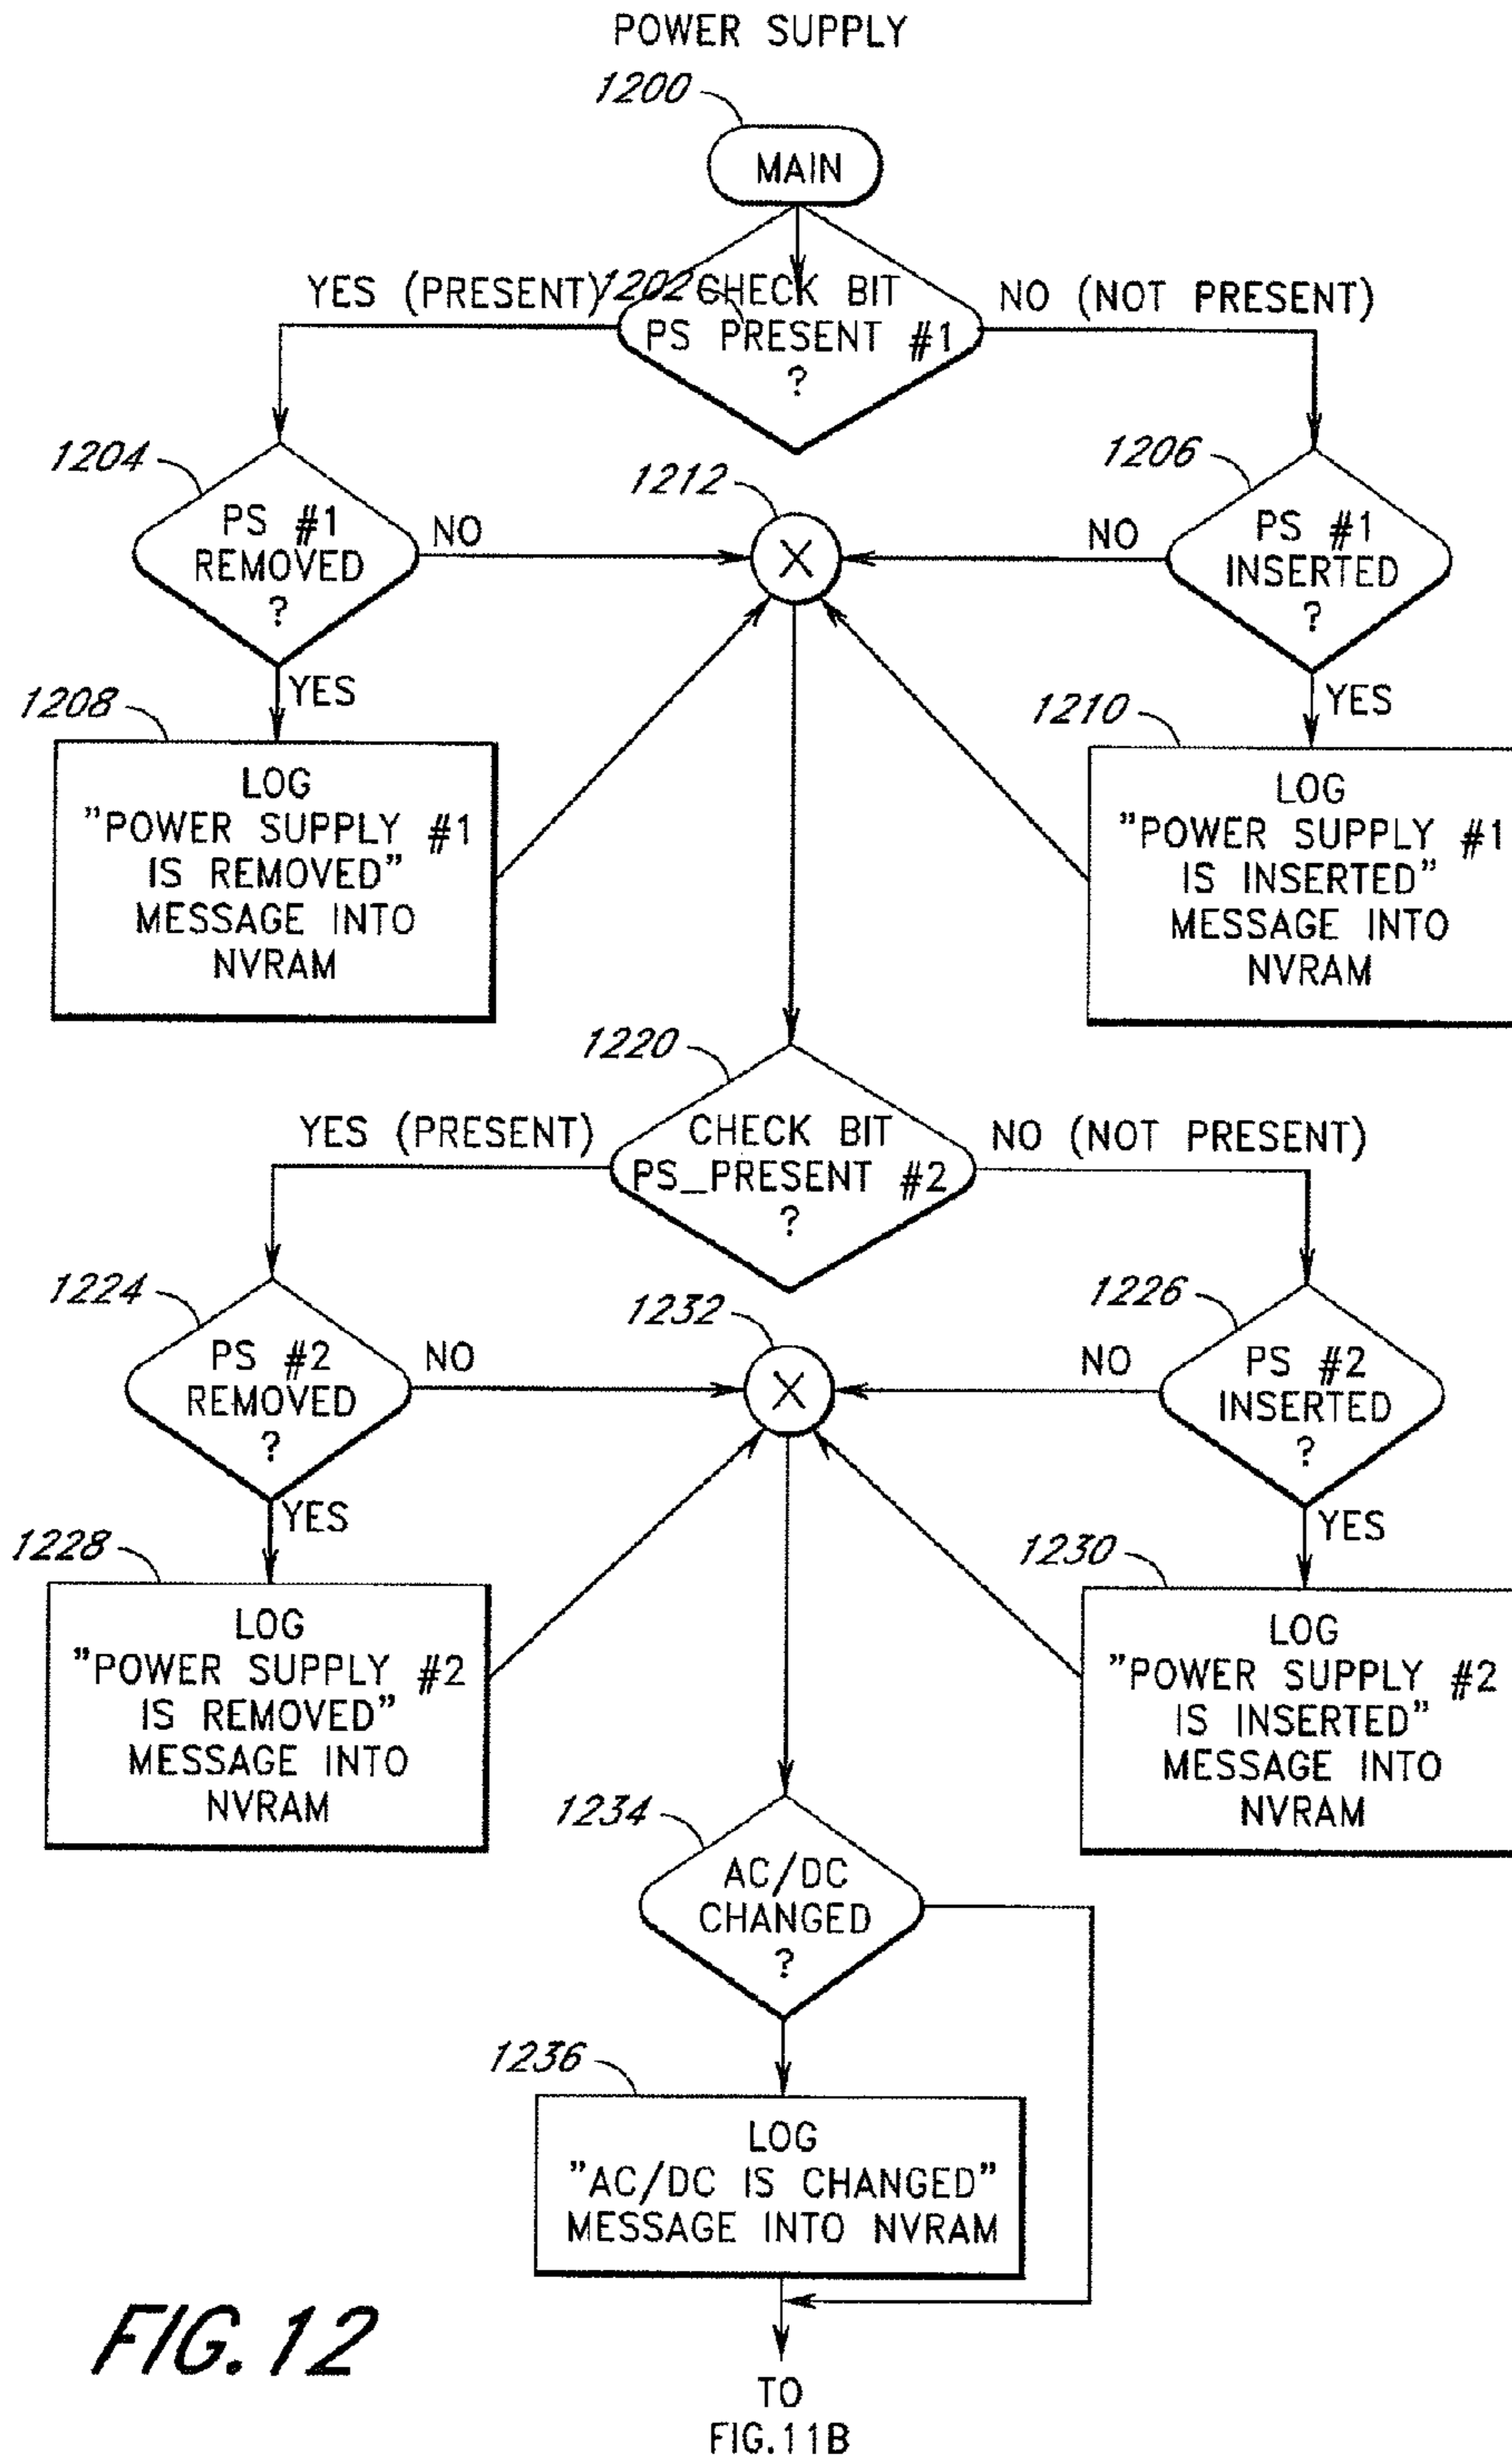 POWER SUPPLY
1200
MAIN
YES (PRESENT)
1202
CHECK BIT
PS PRESENT #1
?
NO (NOT PRESENT)
1204
PS #1
REMOVED
?
NO
1212
X
1206
PS #1
INSERTED
?
NO
YES
YES
1208
LOG
"POWER SUPPLY #1
IS REMOVED"
MESSAGE INTO
NVRAM
1210
LOG
"POWER SUPPLY #1
IS INSERTED"
MESSAGE INTO
NVRAM
1220
YES (PRESENT)
CHECK BIT
PS_PRESENT #2
?
NO (NOT PRESENT)
1224
PS #2
REMOVED
?
NO
1232
X
1226
PS #2
INSERTED
?
NO
YES
YES
1228
LOG
"POWER SUPPLY #2
IS REMOVED"
MESSAGE INTO
NVRAM
1230
LOG
"POWER SUPPLY #2
IS INSERTED"
MESSAGE INTO
NVRAM
1234
AC/DC
CHANGED
?
1236
LOG
"AC/DC IS CHANGED"
MESSAGE INTO NVRAM
FIG. 12
TO
FIG.11B